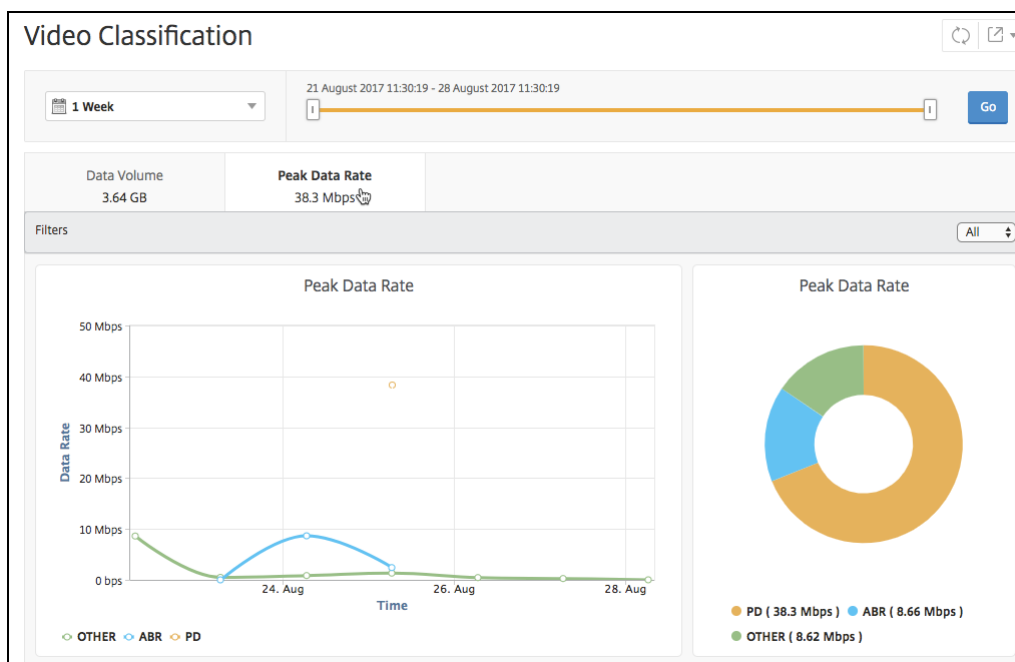 Video Classification
1 Week
21 August 2017 11:30:19 - 28 August 2017 11:30:19
Go
Data Volume
3.64 GB
Peak Data Rate
38.3 Mbps
Filters
All
Peak Data Rate
50 Mbps
40 Mbps
30 Mbps
20 Mbps
10 Mbps
0 bps
Data Rate
24. Aug
26. Aug
28. Aug
Time
OTHER ABR PD
Peak Data Rate
PD ( 38.3 Mbps ) ABR ( 8.66 Mbps )
OTHER ( 8.62 Mbps )